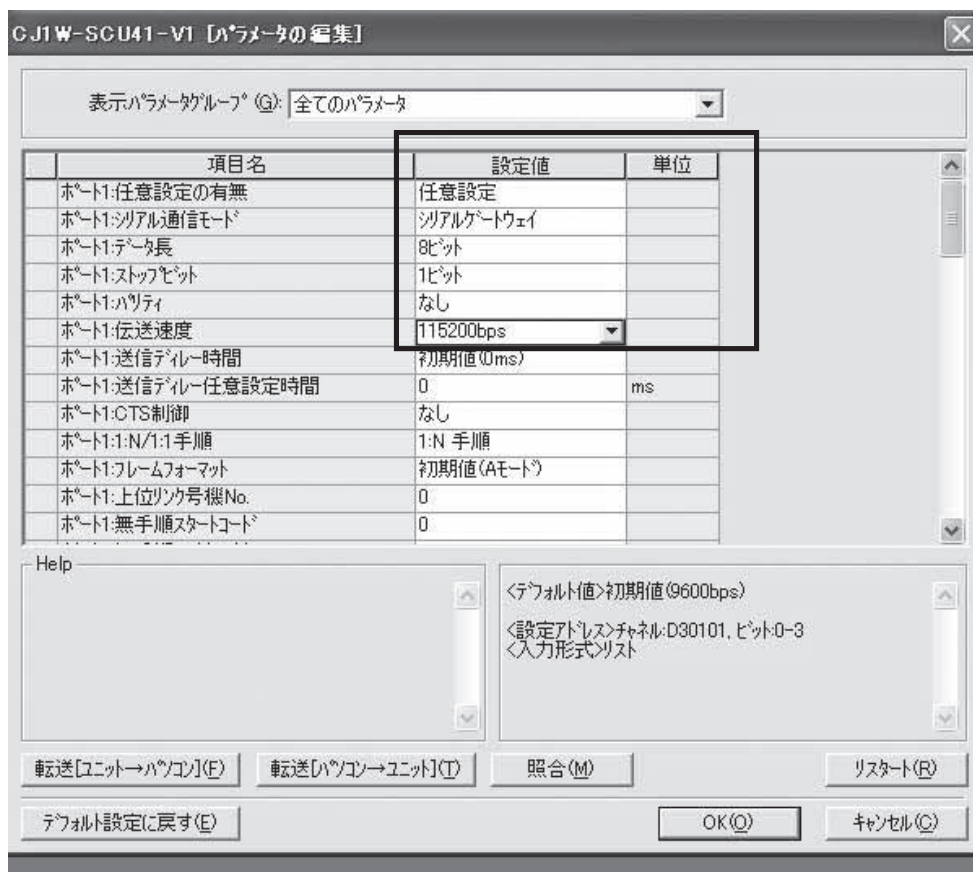 CJ1W-SCU41-V1 [ﾊﾟﾗﾒｰﾀの編集]
表示ﾊﾟﾗﾒｰﾀｸﾞﾙｰﾌﾟ(G): 全てのﾊﾟﾗﾒｰﾀ
項目名 設定値 単位
ﾎﾟｰﾄ1:任意設定の有無 任意設定
ﾎﾟｰﾄ1:ｼﾘｱﾙ通信ﾓｰﾄﾞ ｼﾘｱﾙｹﾞｰﾄｳｪｲ
ﾎﾟｰﾄ1:ﾃﾞｰﾀ長 8ﾋﾞｯﾄ
ﾎﾟｰﾄ1:ｽﾄｯﾌﾟﾋﾞｯﾄ 1ﾋﾞｯﾄ
ﾎﾟｰﾄ1:ﾊﾟﾘﾃｨ なし
ﾎﾟｰﾄ1:伝送速度 115200bps
ﾎﾟｰﾄ1:送信ﾃﾞｨﾚｰ時間 初期値(0ms)
ﾎﾟｰﾄ1:送信ﾃﾞｨﾚｰ任意設定時間 0 ms
ﾎﾟｰﾄ1:CTS制御 なし
ﾎﾟｰﾄ1:1:N/1:1手順 1:N 手順
ﾎﾟｰﾄ1:ﾌﾚｰﾑﾌｫｰﾏｯﾄ 初期値(Aﾓｰﾄﾞ)
ﾎﾟｰﾄ1:上位ﾘﾝｸ号機No. 0
ﾎﾟｰﾄ1:無手順ｽﾀｰﾄｺｰﾄﾞ 0
Help
<ﾃﾞﾌｫﾙﾄ値>初期値(9600bps)
<設定ｱﾄﾞﾚｽ>ﾁｬﾈﾙ:D30101, ﾋﾞｯﾄ:0-3
<入力形式>ﾘｽﾄ
転送[ﾕﾆｯﾄ→ﾊﾟｿｺﾝ](F) 転送[ﾊﾟｿｺﾝ→ﾕﾆｯﾄ](T) 照合(M) ﾘｽﾀｰﾄ(R)
ﾃﾞﾌｫﾙﾄ設定に戻す(E) OK(O) ｷｬﾝｾﾙ(C)